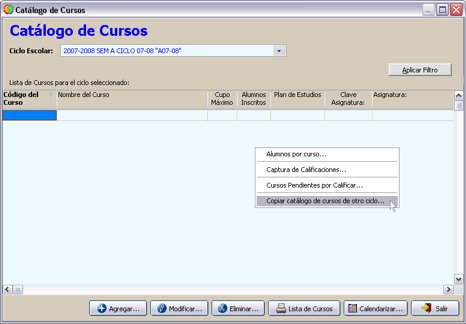 Catálogo de Cursos
Catálogo de Cursos
Ciclo Escolar: 2007-2008 SEM A CICLO 07-08 "A07-08"
Aplicar Filtro
Lista de Cursos para el ciclo seleccionado:
Código del Curso Nombre del Curso Cupo Máximo Alumnos Inscritos Plan de Estudios Clave Asignatura: Asignatura:
Alumnos por curso...
Captura de Calificaciones...
Cursos Pendientes por Calificar...
Copiar catálogo de cursos de otro ciclo...
Agregar... Modificar... Eliminar... Lista de Cursos Calendarizar... Salir